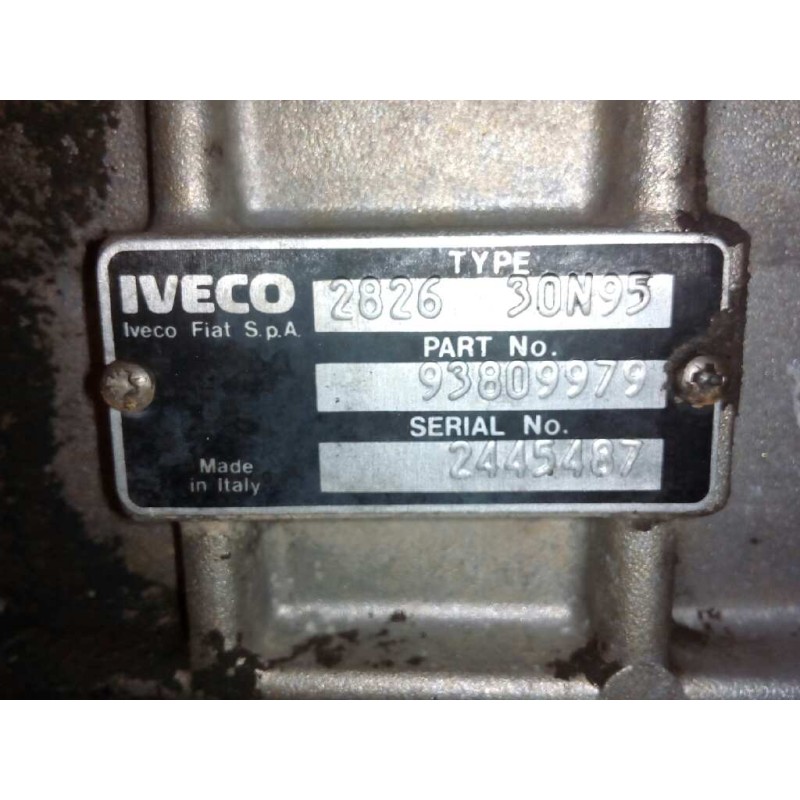 TYPE
IVECO 2826 30N95
Iveco Fiat S.p.A.
PART No.
93809979
SERIAL No.
2445487
Made
in Italy